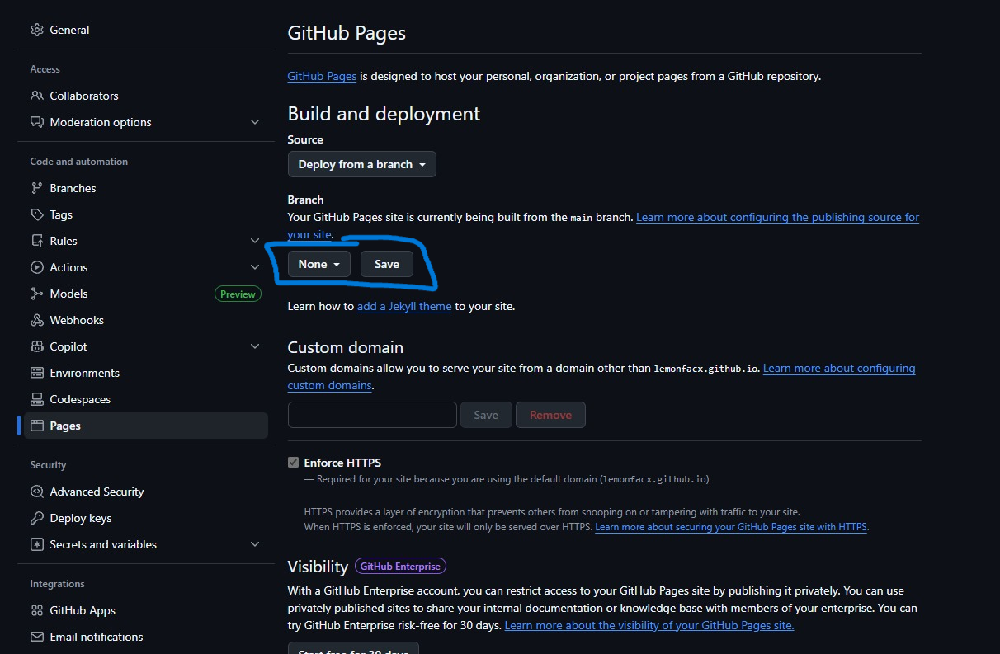 General
Access
Collaborators
Moderation options
Code and automation
Branches
Tags
Rules
Actions
Models Preview
Webhooks
Copilot
Environments
Codespaces
Pages
Security
Advanced Security
Deploy keys
Secrets and variables
Integrations
GitHub Apps
Email notifications
GitHub Pages
GitHub Pages is designed to host your personal, organization, or project pages from a GitHub repository.
Build and deployment
Source
Deploy from a branch
Branch
Your GitHub Pages site is currently being built from the main branch. Learn more about configuring the publishing source for
your site.
None Save
Learn how to add a Jekyll theme to your site.
Custom domain
Custom domains allow you to serve your site from a domain other than lemonfacx.github.io. Learn more about configuring
custom domains.
Save Remove
Enforce HTTPS
— Required for your site because you are using the default domain (lemonfacx.github.io)
HTTPS provides a layer of encryption that prevents others from snooping on or tampering with traffic to your site.
When HTTPS is enforced, your site will only be served over HTTPS. Learn more about securing your GitHub Pages site with HTTPS.
Visibility GitHub Enterprise
With a GitHub Enterprise account, you can restrict access to your GitHub Pages site by publishing it privately. You can use
privately published sites to share your internal documentation or knowledge base with members of your enterprise. You can
try GitHub Enterprise risk-free for 30 days. Learn more about the visibility of your GitHub Pages site.
Start free for 30 days